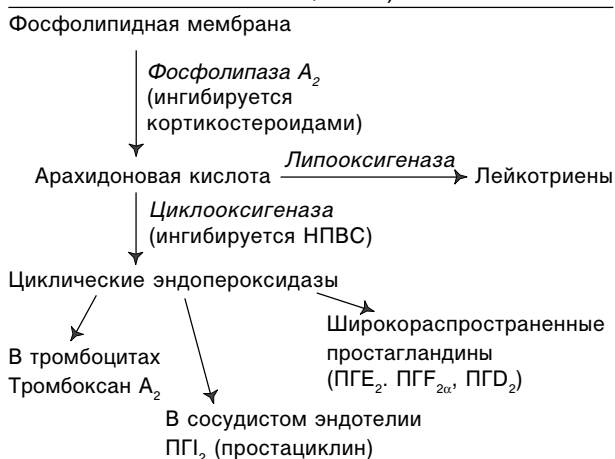 Фосфолипидная мембрана
Фосфолипаза A₂
(ингибируется
кортикостероидами)
Арахидоновая кислота
Липооксигеназа
Лейкотриены
Циклооксигеназа
(ингибируется НПВС)
Циклические эндопероксидазы
В тромбоцитах
Тромбоксан A₂
Широкораспространенные
простагландины
(ПГE₂. ПГF₂α, ПГD₂)
В сосудистом эндотелии
ПГI₂ (простациклин)